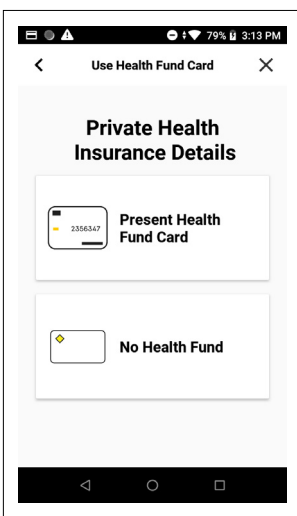 79% 3:13 PM
Use Health Fund Card
Private Health
Insurance Details
2356347
Present Health
Fund Card
No Health Fund